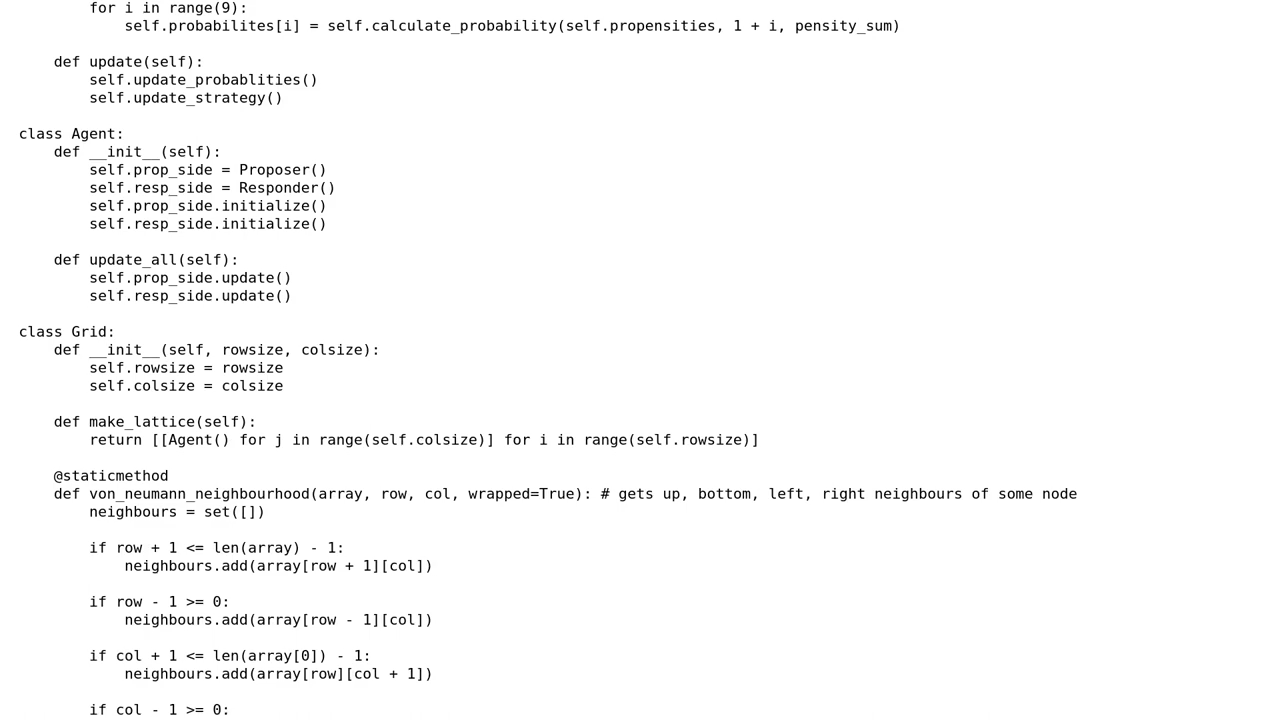 for i in range(9):
self.probabilites[i] = self.calculate_probability(self.propensities, 1 + i, pensity_sum)
def update(self):
self.update_probablities()
self.update_strategy()
class Agent:
def __init__(self):
self.prop_side = Proposer()
self.resp_side = Responder()
self.prop_side.initialize()
self.resp_side.initialize()
def update_all(self):
self.prop_side.update()
self.resp_side.update()
class Grid:
def __init__(self, rowsize, colsize):
self.rowsize = rowsize
self.colsize = colsize
def make_lattice(self):
return [[Agent() for j in range(self.colsize)] for i in range(self.rowsize)]
@staticmethod
def von_neumann_neighbourhood(array, row, col, wrapped=True): # gets up, bottom, left, right neighbours of some node
neighbours = set([])
if row + 1 <= len(array) - 1:
neighbours.add(array[row + 1][col])
if row - 1 >= 0:
neighbours.add(array[row - 1][col])
if col + 1 <= len(array[0]) - 1:
neighbours.add(array[row][col + 1])
if col - 1 >= 0: